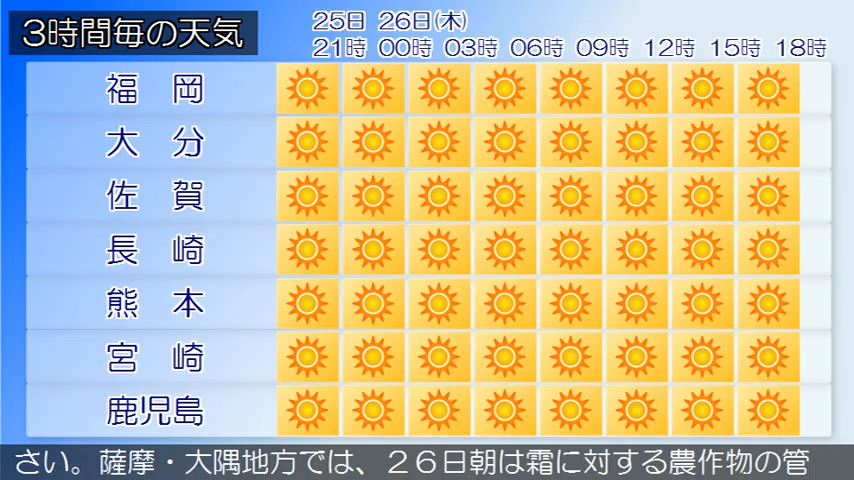 3時間毎の天気
25日 26日(木)
21時 00時 03時 06時 09時 12時 15時 18時
福岡
大分
佐賀
長崎
熊本
宮崎
鹿児島
さい。薩摩・大隅地方では、２６日朝は霜に対する農作物の管